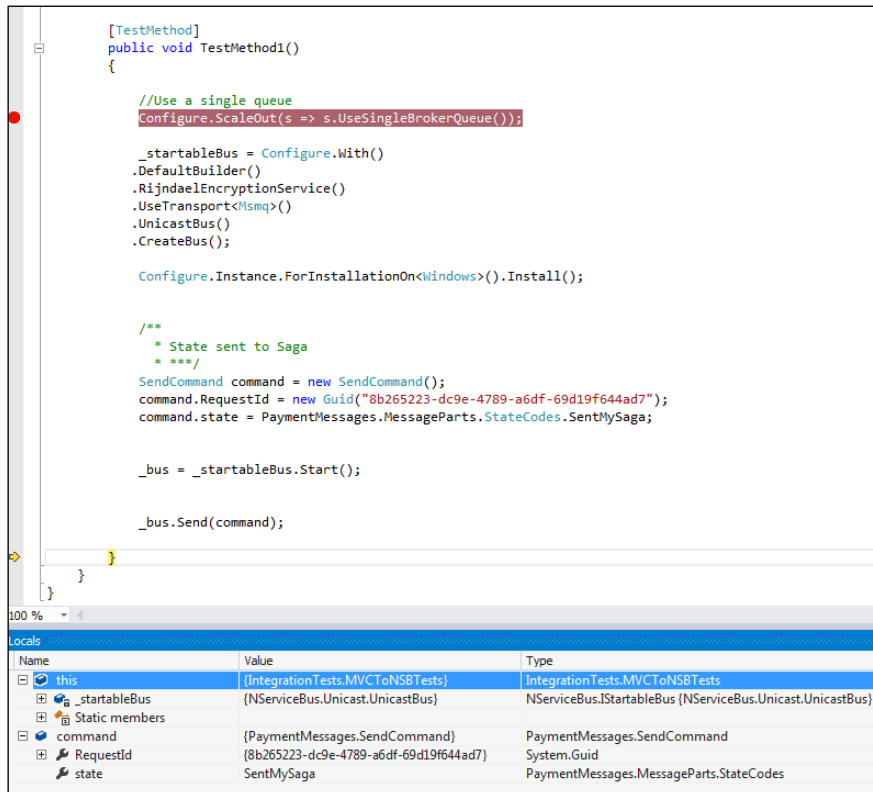 [TestMethod]
public void TestMethod1()
{
//Use a single queue
Configure.ScaleOut(s => s.UseSingleBrokerQueue());
_startableBus = Configure.With()
.DefaultBuilder()
.RijndaelEncryptionService()
.UseTransport<Msmq>()
.UnicastBus()
.CreateBus();
Configure.Instance.ForInstallationOn<Windows>().Install();
/**
* State sent to Saga
* ***/
SendCommand command = new SendCommand();
command.RequestId = new Guid("8b265223-dc9e-4789-a6df-69d19f644ad7");
command.state = PaymentMessages.MessageParts.StateCodes.SentMySaga;
_bus = _startableBus.Start();
_bus.Send(command);
}
}
}
100 %
Locals
Name Value Type
this {IntegrationTests.MVCToNSBTests} IntegrationTests.MVCToNSBTests
_startableBus {NServiceBus.Unicast.UnicastBus} NServiceBus.IStartableBus {NServiceBus.Unicast.UnicastBus}
Static members
command {PaymentMessages.SendCommand} PaymentMessages.SendCommand
RequestId {8b265223-dc9e-4789-a6df-69d19f644ad7} System.Guid
state SentMySaga PaymentMessages.MessageParts.StateCodes